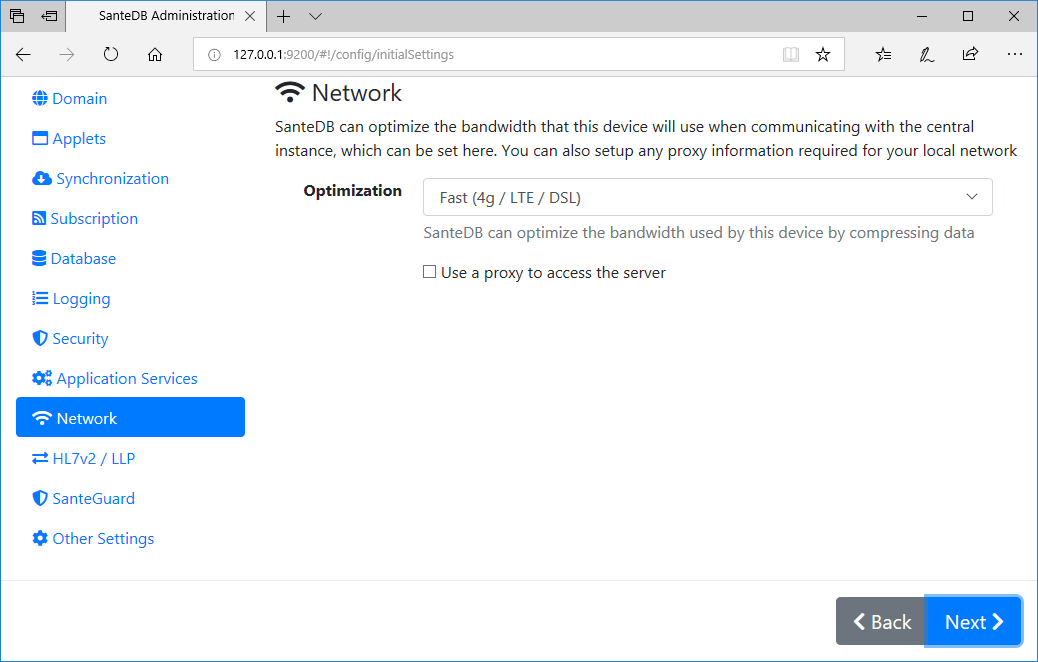 SanteDB Administration
127.0.0.1:9200/#!/config/initialSettings
Domain
Applets
Synchronization
Subscription
Database
Logging
Security
Application Services
Network
HL7v2 / LLP
SanteGuard
Other Settings
Network
SanteDB can optimize the bandwidth that this device will use when communicating with the central
instance, which can be set here. You can also setup any proxy information required for your local network
Optimization
Fast (4g / LTE / DSL)
SanteDB can optimize the bandwidth used by this device by compressing data
Use a proxy to access the server
Back
Next